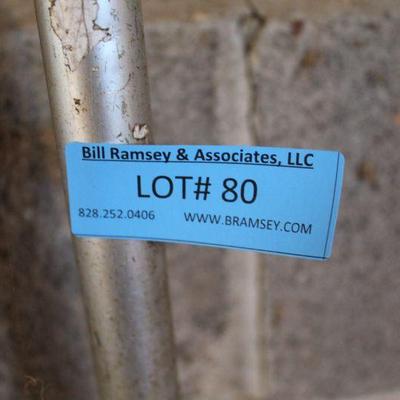 Bill Ramsey & Associates, LLC
LOT# 80
828.252.0406 WWW.BRAMSEY.COM